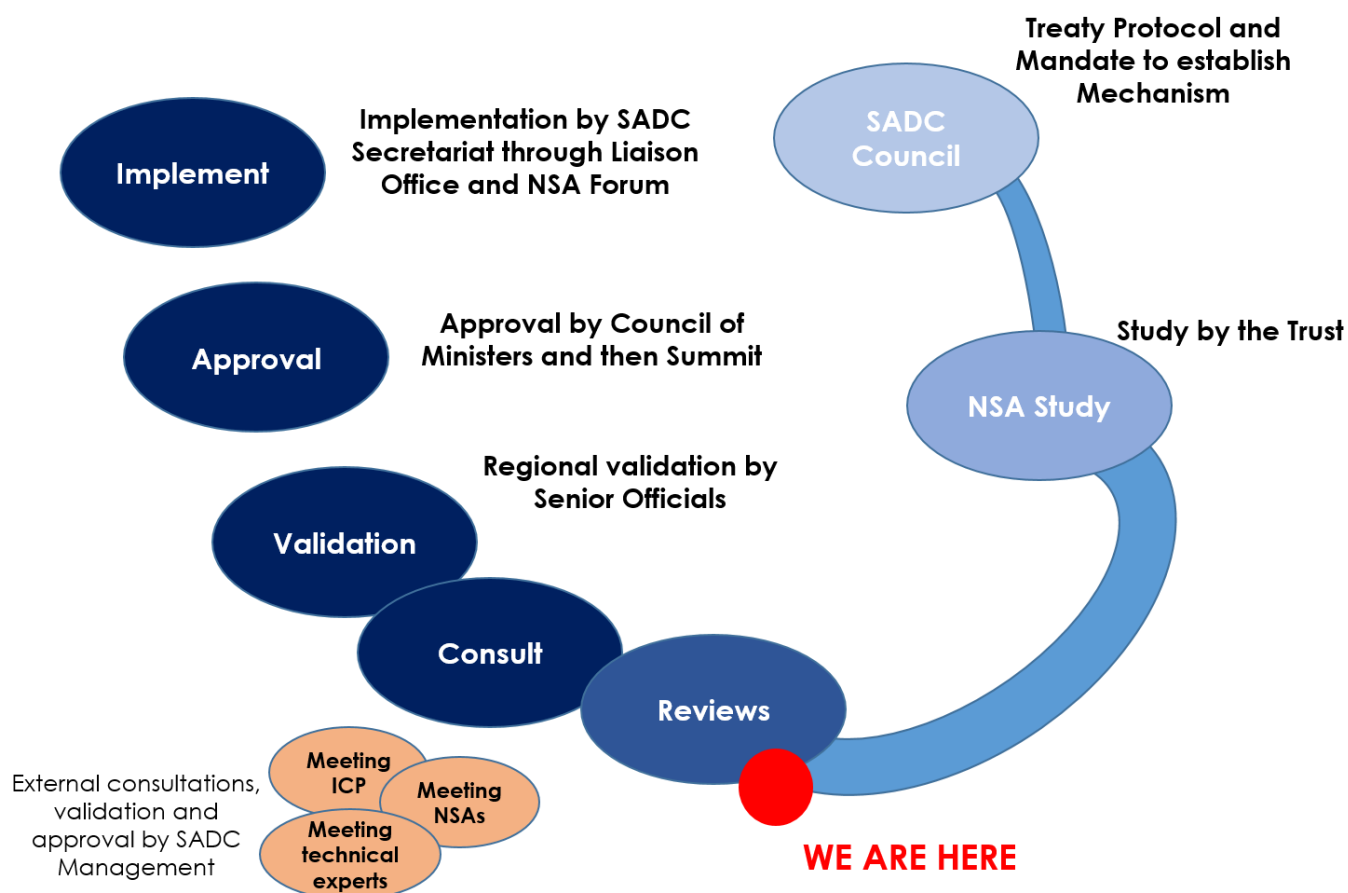 Treaty Protocol and
Mandate to establish
Mechanism
SADC
Council
Implementation by SADC
Secretariat through Liaison
Office and NSA Forum
Implement
Study by the Trust
NSA Study
Approval by Council of
Ministers and then Summit
Approval
Regional validation by
Senior Officials
Validation
Consult
Reviews
Meeting
ICP
Meeting
NSAs
Meeting
technical
experts
External consultations,
validation and
approval by SADC
Management
WE ARE HERE